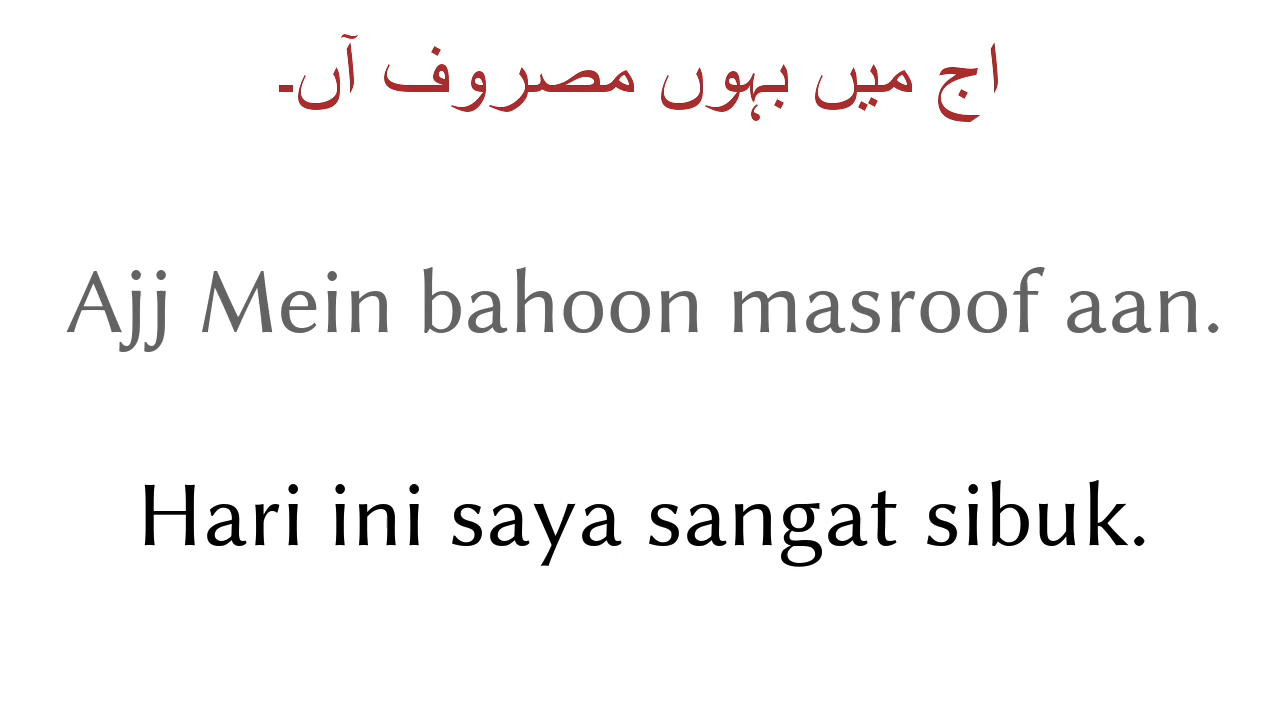 اج میں بہوں مصروف آں۔
Ajj Mein bahoon masroof aan.
Hari ini saya sangat sibuk.